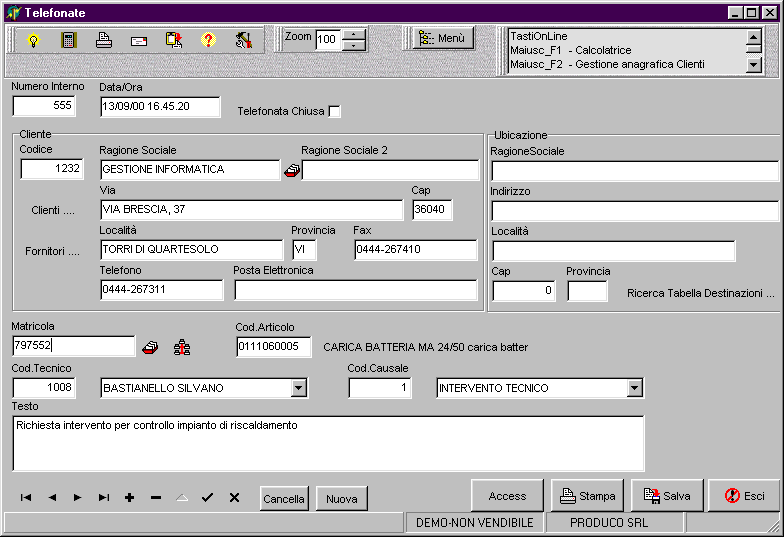 Telefonate
Zoom 100
Menù
TastiOnLine
Maiusc_F1 - Calcolatrice
Maiusc_F2 - Gestione anagrafica Clienti
Numero Interno
Data/Ora
555
13/09/00 16.45.20
Telefonata Chiusa
Cliente
Codice
Ragione Sociale
Ragione Sociale 2
1232
GESTIONE INFORMATICA
Via
Cap
Clienti ....
VIA BRESCIA, 37
36040
Località
Provincia
Fax
Fornitori ....
TORRI DI QUARTESOLO
VI
0444-267410
Telefono
Posta Elettronica
0444-267311
Ubicazione
RagioneSociale
Indirizzo
Località
Cap
Provincia
0
Ricerca Tabella Destinazioni ...
Matricola
Cod.Articolo
797552
0111060005
CARICA BATTERIA MA 24/50 carica batter
Cod.Tecnico
Cod.Causale
1008
BASTIANELLO SILVANO
1
INTERVENTO TECNICO
Testo
Richiesta intervento per controllo impianto di riscaldamento
Cancella
Nuova
Access
Stampa
Salva
Esci
DEMO-NON VENDIBILE
PRODUCO SRL